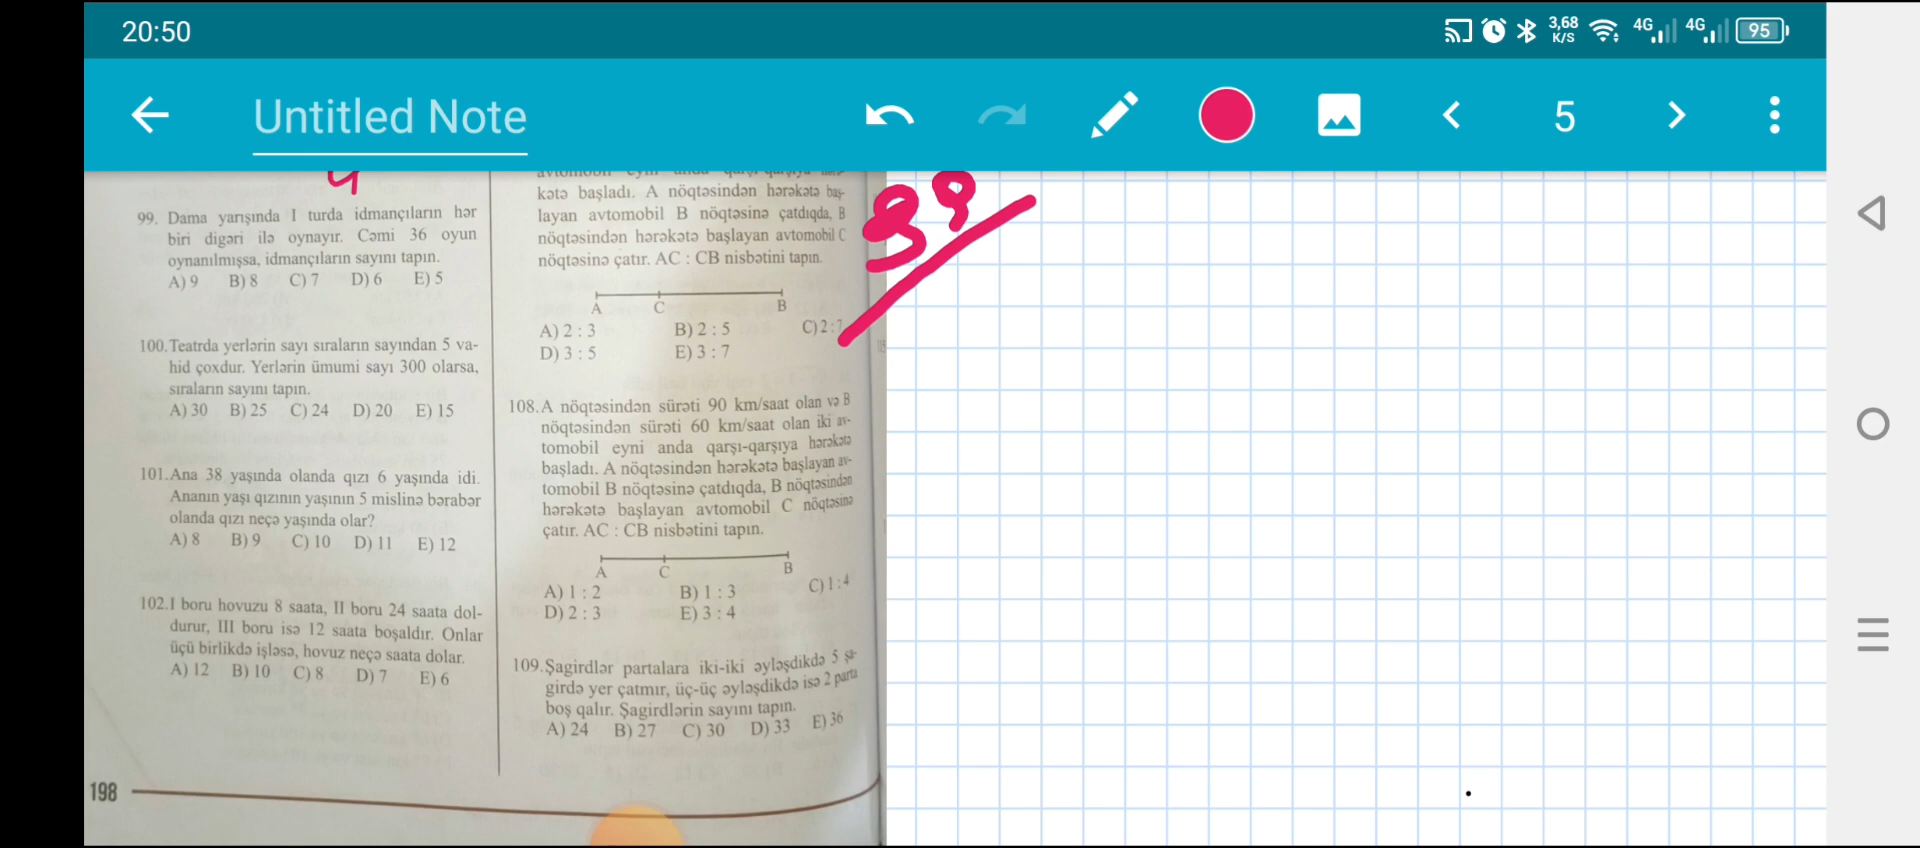 20:50
3,68 K/S 4G 4G 95
Untitled Note
5
99. Dama yarışında I turda idmançıların hər
biri digəri ilə oynayır. Cəmi 36 oyun
oynanılmışsa, idmançıların sayını tapın.
A) 9 B) 8 C) 7 D) 6 E) 5
100. Teatrda yerlərin sayı sıraların sayından 5 va-
hid çoxdur. Yerlərin ümumi sayı 300 olarsa,
sıraların sayını tapın.
A) 30 B) 25 C) 24 D) 20 E) 15
101. Ana 38 yaşında olanda qızı 6 yaşında idi.
Ananın yaşı qızının yaşının 5 mislinə bərabər
olanda qızı neçə yaşında olar?
A) 8 B) 9 C) 10 D) 11 E) 12
102. I boru hovuzu 8 saata, II boru 24 saata dol-
durur, III boru isə 12 saata boşaldır. Onlar
üçü birlikdə işləsə, hovuz neçə saata dolar.
A) 12 B) 10 C) 8 D) 7 E) 6
198
kətə başladı. A nöqtəsindən hərəkətə baş-
layan avtomobil B nöqtəsinə çatdıqda, B
nöqtəsindən hərəkətə başlayan avtomobil C
nöqtəsinə çatır. AC : CB nisbətini tapın.
A C B
A) 2 : 3 B) 2 : 5 C) 2 : 7
D) 3 : 5 E) 3 : 7
108. A nöqtəsindən sürəti 90 km/saat olan və B
nöqtəsindən sürəti 60 km/saat olan iki av-
tomobil eyni anda qarşı-qarşıya hərəkətə
başladı. A nöqtəsindən hərəkətə başlayan av-
tomobil B nöqtəsinə çatdıqda, B nöqtəsindən
hərəkətə başlayan avtomobil C nöqtəsinə
çatır. AC : CB nisbətini tapın.
A C B
A) 1 : 2 B) 1 : 3 C) 1 : 4
D) 2 : 3 E) 3 : 4
109. Şagirdlər partalara iki-iki əyləşdikdə 5 şa-
girdə yer çatmır, üç-üç əyləşdikdə isə 2 parta
boş qalır. Şagirdlərin sayını tapın.
A) 24 B) 27 C) 30 D) 33 E) 36